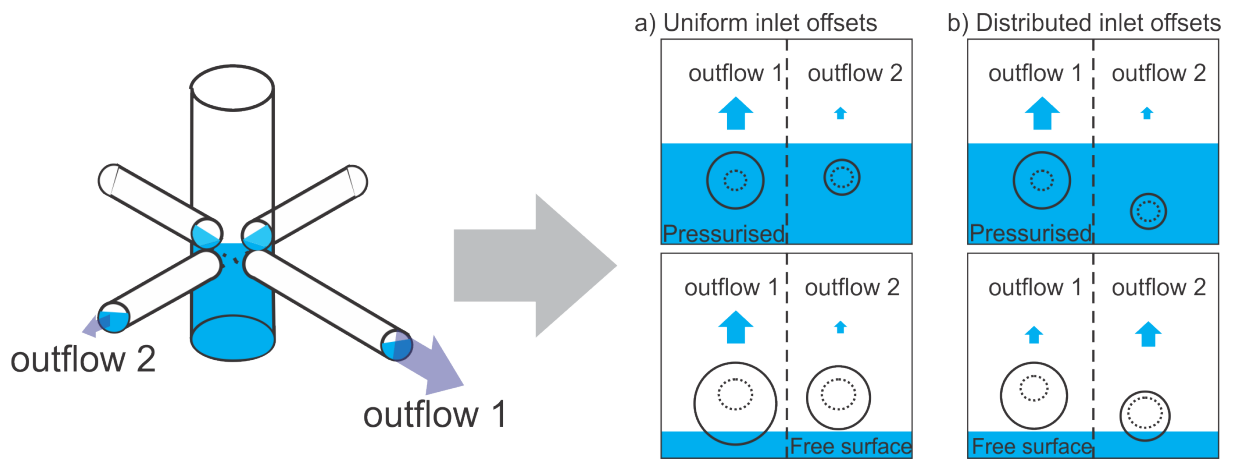 a) Uniform inlet offsets
b) Distributed inlet offsets
outflow 2
outflow 1
outflow 1
outflow 2
Pressurised
outflow 1
outflow 2
Free surface
outflow 1
outflow 2
Pressurised
outflow 1
outflow 2
Free surface